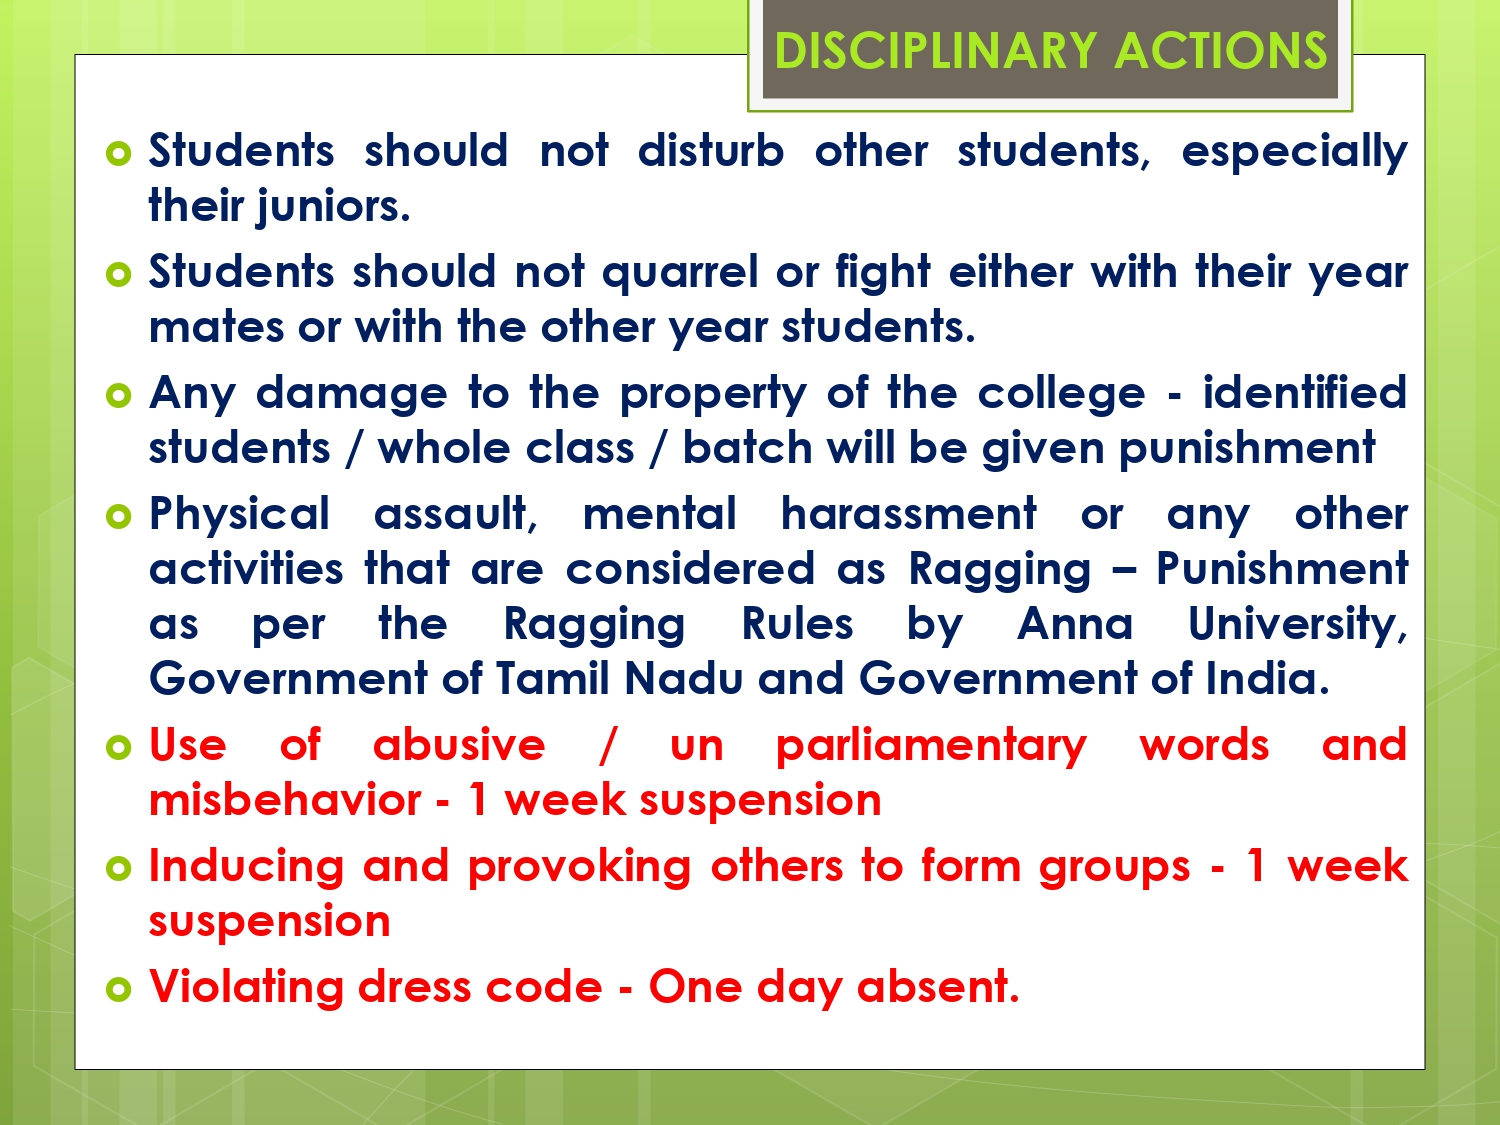 DISCIPLINARY ACTIONS
Students should not disturb other students, especially
their juniors.
Students should not quarrel or fight either with their year
mates or with the other year students.
Any damage to the property of the college - identified
students / whole class / batch will be given punishment
Physical assault, mental harassment or any other
activities that are considered as Ragging – Punishment
as per the Ragging Rules by Anna University,
Government of Tamil Nadu and Government of India.
Use of abusive / un parliamentary words and
misbehavior - 1 week suspension
Inducing and provoking others to form groups - 1 week
suspension
Violating dress code - One day absent.